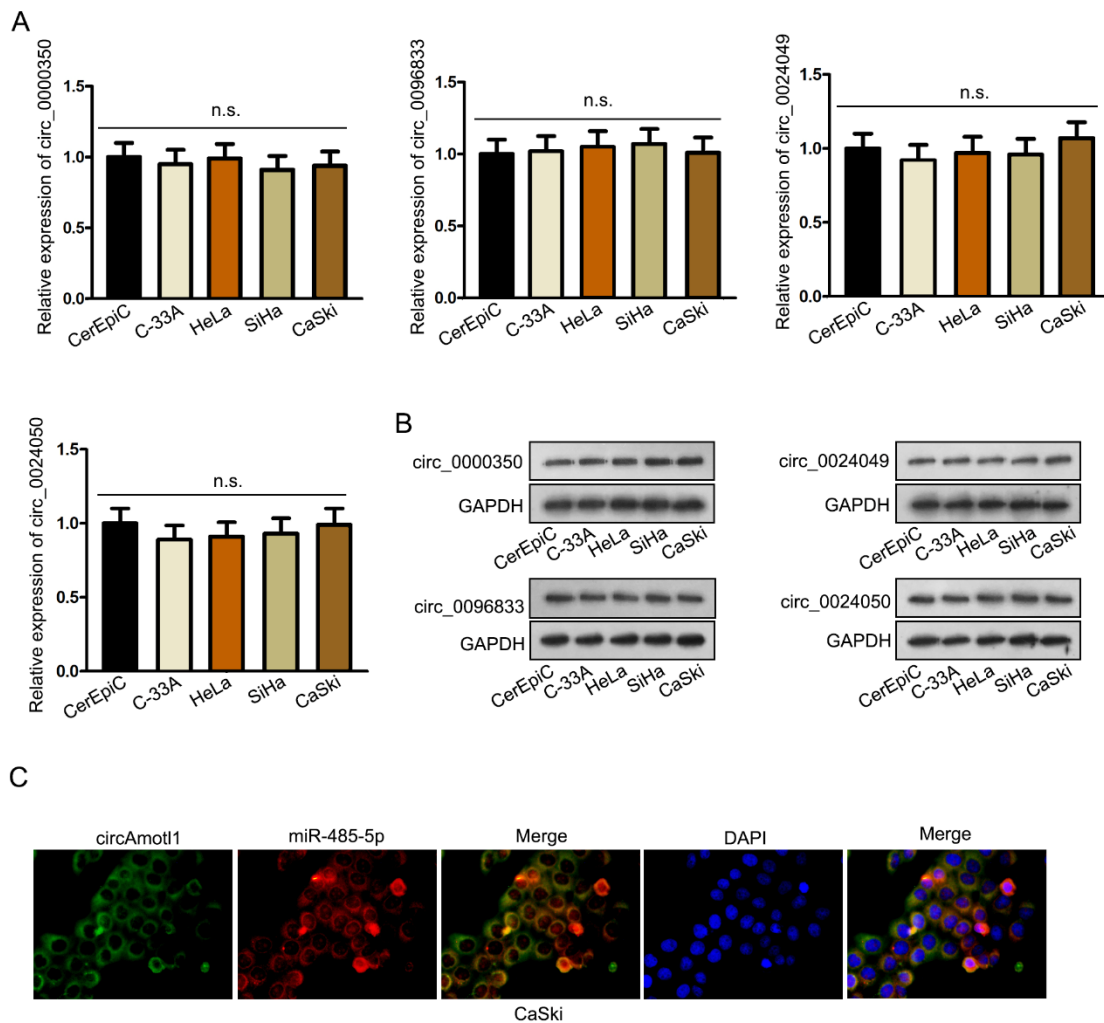 A
Relative expression of circ_0000350
1.5
1.0
0.5
0.0
n.s.
CerEpiC C-33A HeLa SiHa CaSki
Relative expression of circ_0096833
1.5
1.0
0.5
0.0
n.s.
CerEpiC C-33A HeLa SiHa CaSki
Relative expression of circ_0024049
1.5
1.0
0.5
0.0
n.s.
CerEpiC C-33A HeLa SiHa CaSki
Relative expression of circ_0024050
1.5
1.0
0.5
0.0
n.s.
CerEpiC C-33A HeLa SiHa CaSki
B
circ_0000350
GAPDH
CerEpiC C-33A HeLa SiHa CaSki
circ_0024049
GAPDH
CerEpiC C-33A HeLa SiHa CaSki
circ_0096833
GAPDH
CerEpiC C-33A HeLa SiHa CaSki
circ_0024050
GAPDH
CerEpiC C-33A HeLa SiHa CaSki
C
circAmotl1 miR-485-5p Merge DAPI Merge
CaSki